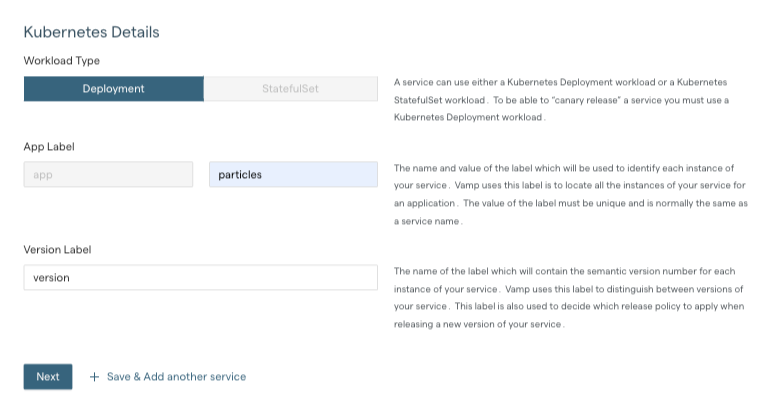 Kubernetes Details
Workload Type
Deployment
StatefulSet
A service can use either a Kubernetes Deployment workload or a Kubernetes
StatefulSet workload. To be able to "canary release" a service you must use a
Kubernetes Deployment workload.
App Label
app
particles
The name and value of the label which will be used to identify each instance of
your service. Vamp uses this label is to locate all the instances of your service for
an application. The value of the label must be unique and is normally the same as
a service name.
Version Label
version
The name of the label which will contain the semantic version number for each
instance of your service. Vamp uses this label to distinguish between versions of
your service. This label is also used to decide which release policy to apply when
releasing a new version of your service.
Next
+ Save & Add another service